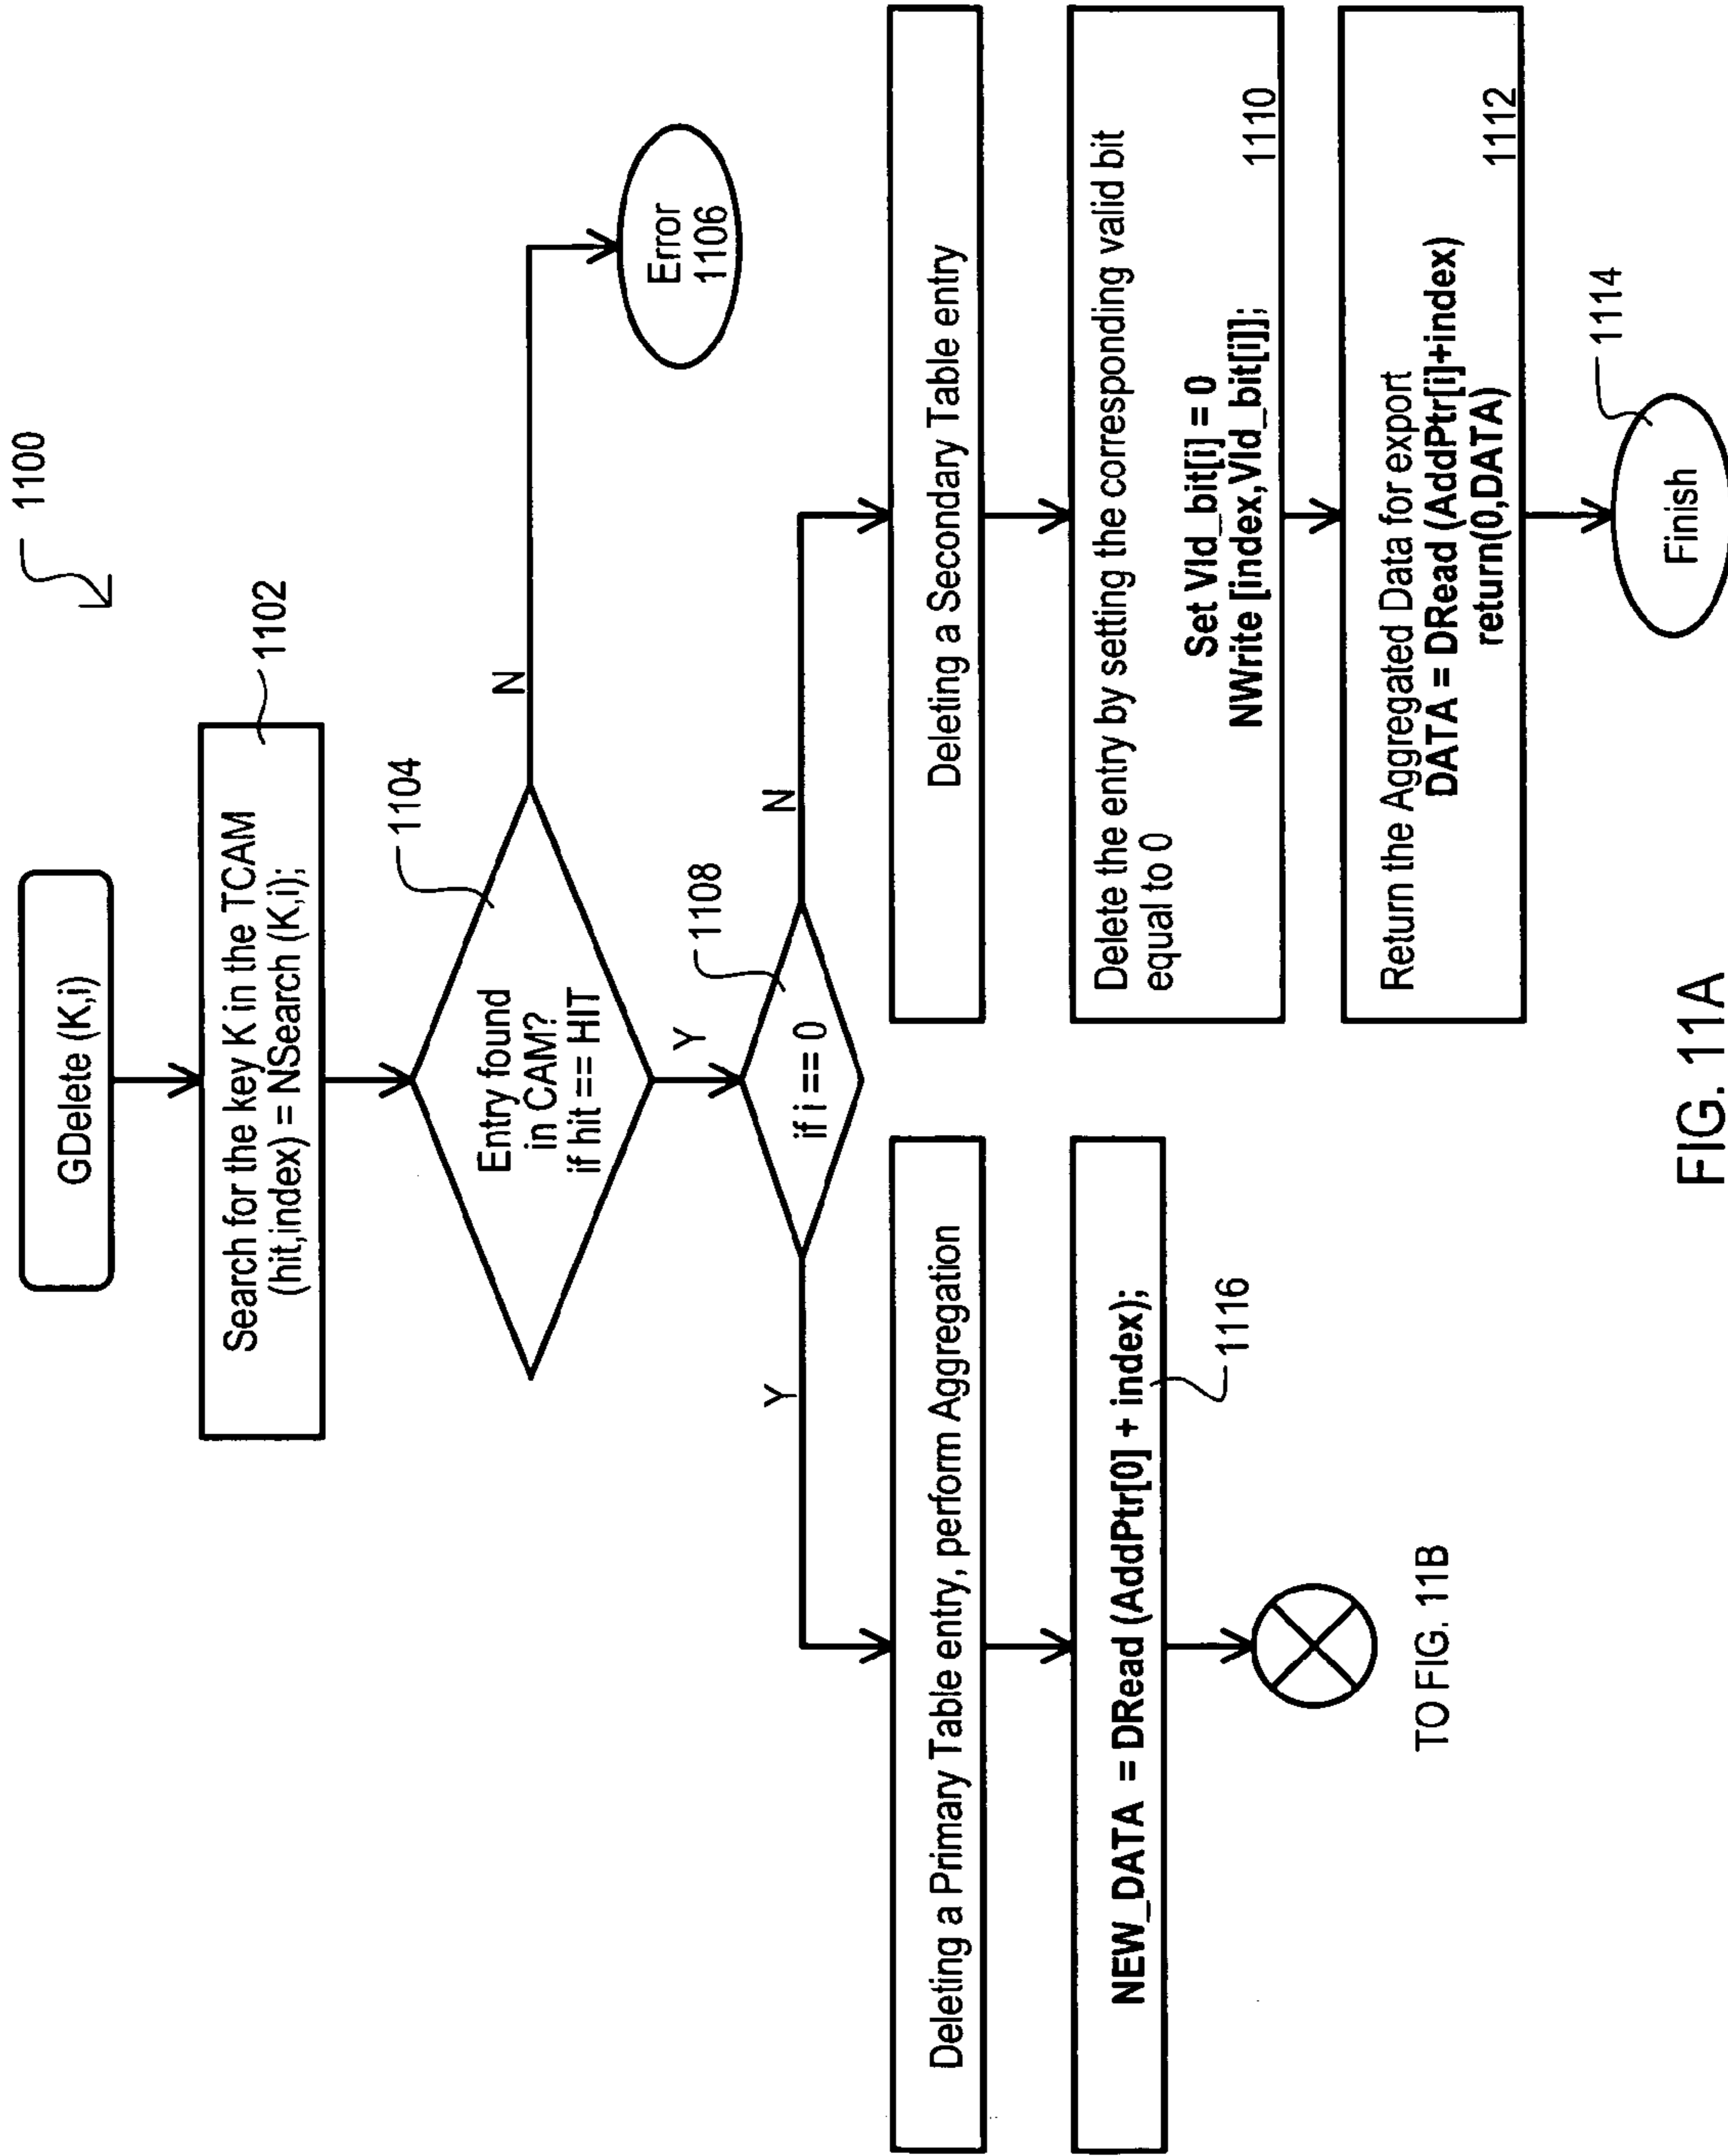 1100
GDelete (K,i)
Search for the key K in the TCAM
(hit,index) = NSearch (K,i);
1102
1104
Entry found
in CAM?
if hit == HIT
N
Error
1106
Y
1108
if i == 0
Y
N
Deleting a Primary Table entry, perform Aggregation
NEW_DATA = DRead (AddPtr[0] + index);
1116
TO FIG. 11B
Deleting a Secondary Table entry
Delete the entry by setting the corresponding valid bit
equal to 0
Set Vld_bit[i] = 0
NWrite [index,Vld_bit[i]];
1110
Return the Aggregated Data for export
DATA = DRead (AddPtr[i]+index)
return(0,DATA)
1112
Finish
1114
FIG. 11A